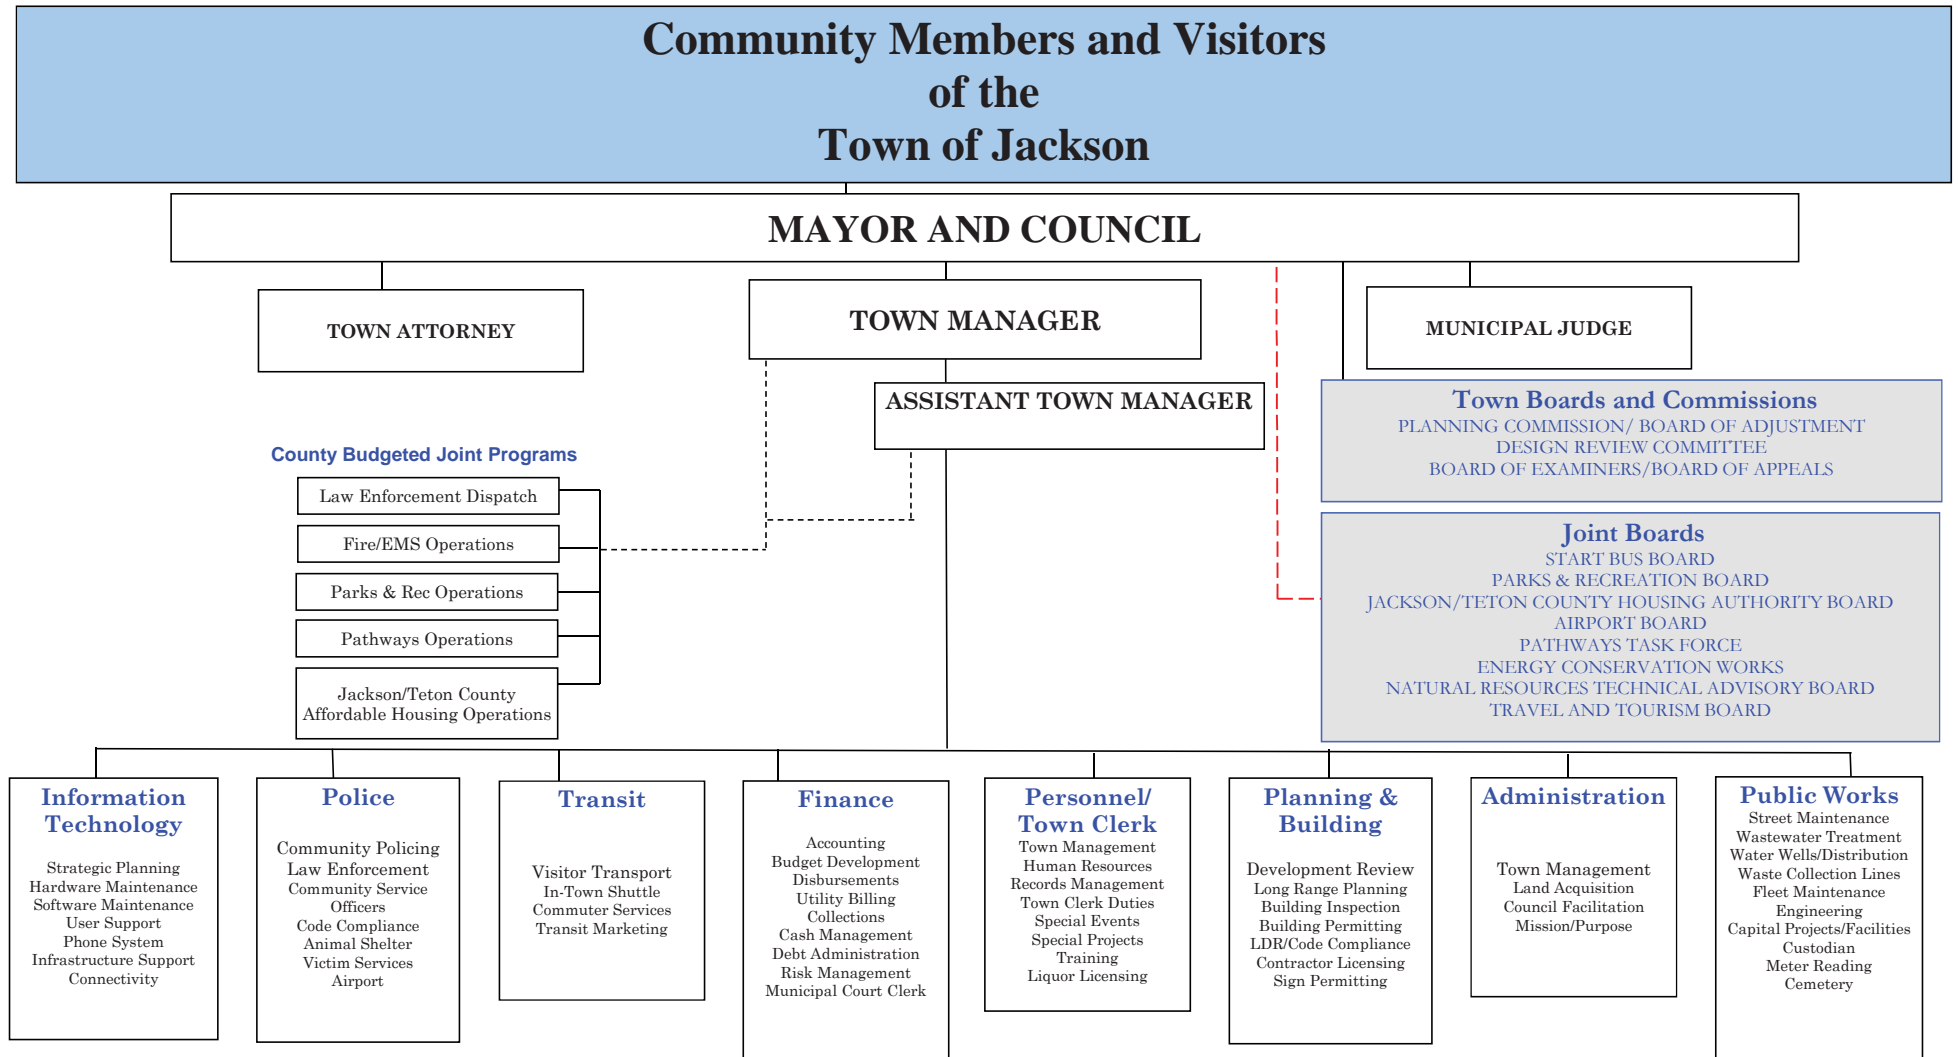 Community Members and Visitors
of the
Town of Jackson
MAYOR AND COUNCIL
TOWN ATTORNEY
TOWN MANAGER
MUNICIPAL JUDGE
ASSISTANT TOWN MANAGER
Town Boards and Commissions
PLANNING COMMISSION/ BOARD OF ADJUSTMENT
DESIGN REVIEW COMMITTEE
BOARD OF EXAMINERS/BOARD OF APPEALS
County Budgeted Joint Programs
Law Enforcement Dispatch
Fire/EMS Operations
Parks & Rec Operations
Pathways Operations
Jackson/Teton County
Affordable Housing Operations
Joint Boards
START BUS BOARD
PARKS & RECREATION BOARD
JACKSON/TETON COUNTY HOUSING AUTHORITY BOARD
AIRPORT BOARD
PATHWAYS TASK FORCE
ENERGY CONSERVATION WORKS
NATURAL RESOURCES TECHNICAL ADVISORY BOARD
TRAVEL AND TOURISM BOARD
Information
Technology
Strategic Planning
Hardware Maintenance
Software Maintenance
User Support
Phone System
Infrastructure Support
Connectivity
Police
Community Policing
Law Enforcement
Community Service
Officers
Code Compliance
Animal Shelter
Victim Services
Airport
Transit
Visitor Transport
In-Town Shuttle
Commuter Services
Transit Marketing
Finance
Accounting
Budget Development
Disbursements
Utility Billing
Collections
Cash Management
Debt Administration
Risk Management
Municipal Court Clerk
Personnel/
Town Clerk
Town Management
Human Resources
Records Management
Town Clerk Duties
Special Events
Special Projects
Training
Liquor Licensing
Planning &
Building
Development Review
Long Range Planning
Building Inspection
Building Permitting
LDR/Code Compliance
Contractor Licensing
Sign Permitting
Administration
Town Management
Land Acquisition
Council Facilitation
Mission/Purpose
Public Works
Street Maintenance
Wastewater Treatment
Water Wells/Distribution
Waste Collection Lines
Fleet Maintenance
Engineering
Capital Projects/Facilities
Custodian
Meter Reading
Cemetery